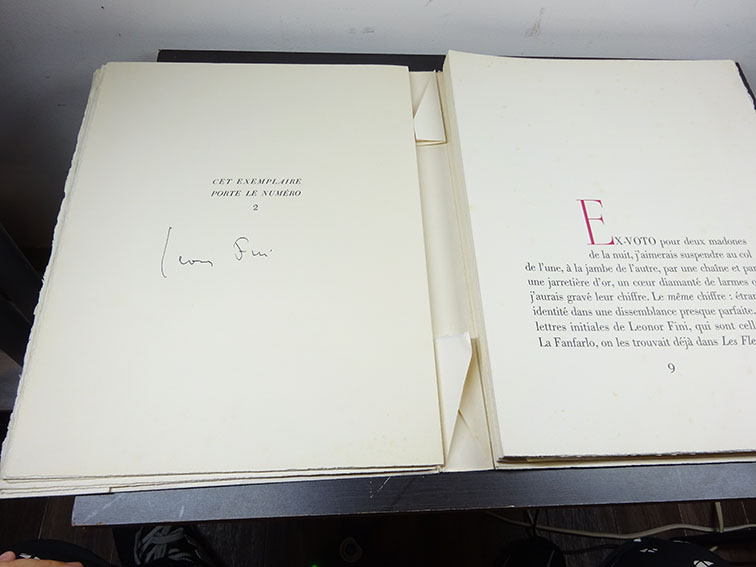 CET EXEMPLAIRE
PORTE LE NUMÉRO
2
Leonor Fini
EX-VOTO pour deux madones
de la nuit, j'aimerais suspendre au col
de l'une, à la jambe de l'autre, par une chaîne et par
une jarretière d'or, un cœur diamanté de larmes
j'aurais gravé leur chiffre. Le même chiffre :
identité dans une dissemblance presque parfaite.
lettres initiales de Leonor Fini, qui sont
La Fanfarlo, on les trouvait déjà dans Les
9